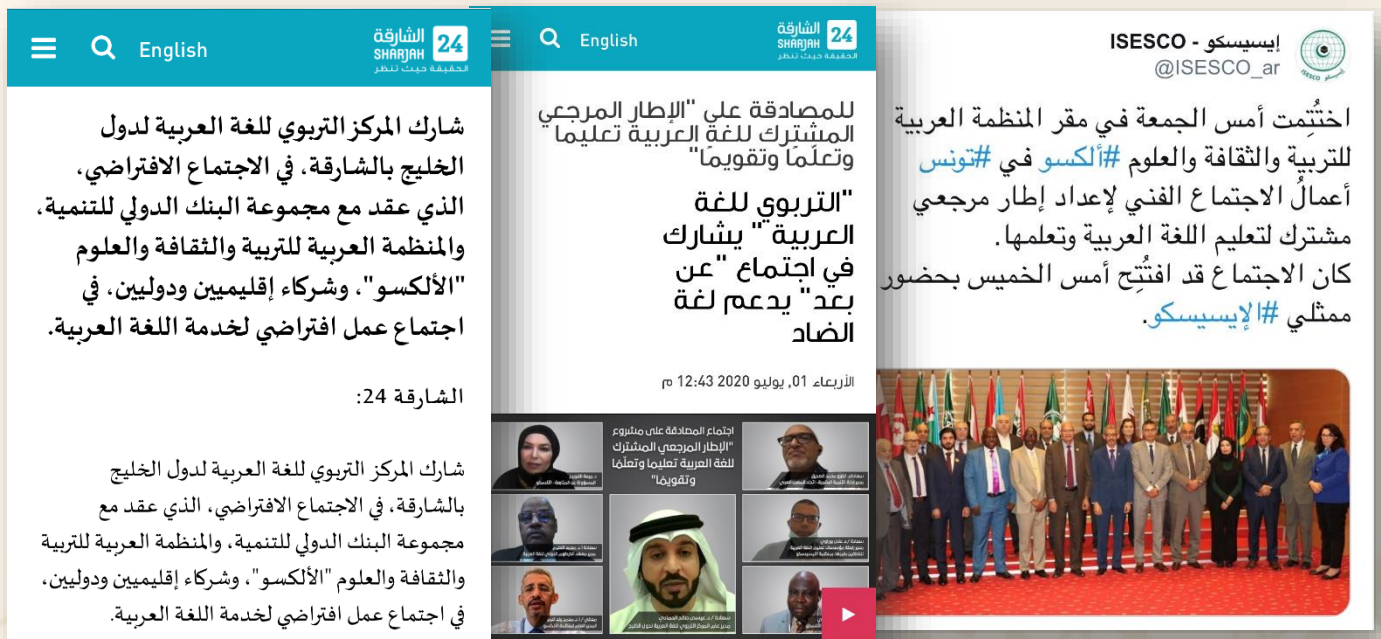 إيسيسكو - ISESCO
@ISESCO_ar
ISESCO إيسيسكو
اختُتِمت أمس الجمعة في مقر المنظمة العربية
للتربية والثقافة والعلوم #ألكسو في #تونس
أعمالُ الاجتماع الفني لإعداد إطار مرجعي
مشترك لتعليم اللغة العربية وتعلمها.
كان الاجتماع قد افتُتِح أمس الخميس بحضور
ممثلي #الإيسيسكو.
الشارقة 24
SHARJAH
الحقيقة حيث تنظر
English
للمصادقة على "الإطار المرجعي
المشترك للغة العربية تعليما
وتعلّمًا وتقويمًا"
"التربوي للغة
العربية " يشارك
في اجتماع "عن
بعد" يدعم لغة
الضاد
الأربعاء 01, يوليو 2020 12:43 م
اجتماع المصادقة على مشروع
"الإطار المرجعي المشترك
للغة العربية تعليما وتعلّمًا
وتقويمًا"
الشارقة 24
SHARJAH
الحقيقة حيث تنظر
English
شارك المركز التربوي للغة العربية لدول
الخليج بالشارقة، في الاجتماع الافتراضي،
الذي عقد مع مجموعة البنك الدولي للتنمية،
والمنظمة العربية للتربية والثقافة والعلوم
"الألكسو"، وشركاء إقليميين ودوليين، في
اجتماع عمل افتراضي لخدمة اللغة العربية.
الشارقة 24:
شارك المركز التربوي للغة العربية لدول الخليج
بالشارقة، في الاجتماع الافتراضي، الذي عقد مع
مجموعة البنك الدولي للتنمية، والمنظمة العربية للتربية
والثقافة والعلوم "الألكسو"، وشركاء إقليميين ودوليين،
في اجتماع عمل افتراضي لخدمة اللغة العربية.